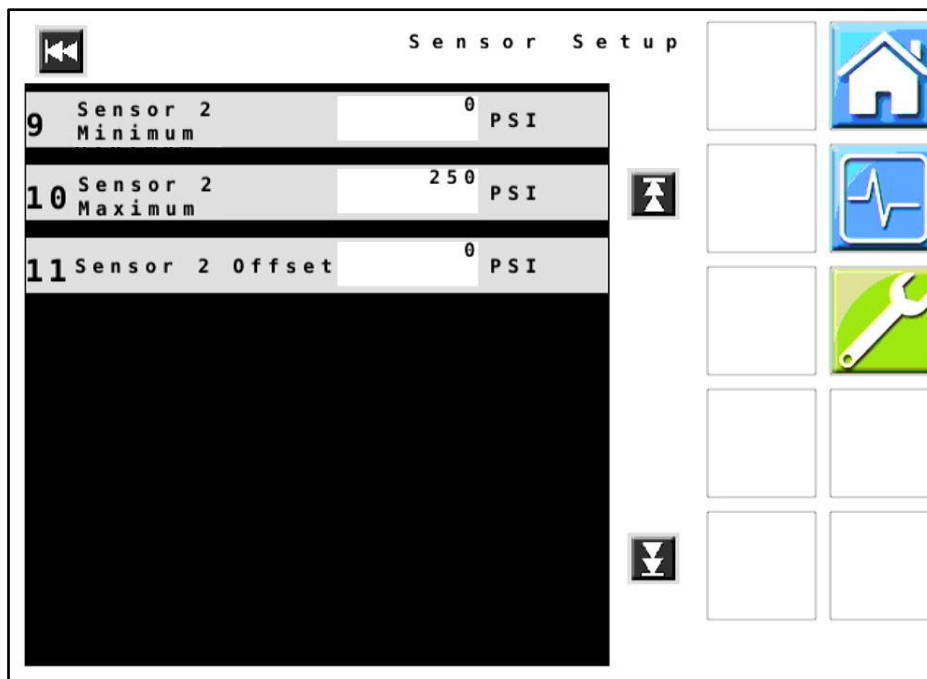 Sensor Setup
9 Sensor 2 Minimum 0 PSI
10 Sensor 2 Maximum 250 PSI
11 Sensor 2 Offset 0 PSI